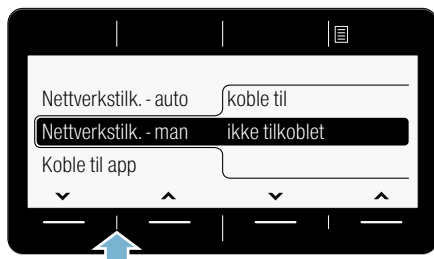 Nettverkstilk. - auto koble til
Nettverkstilk. - man ikke tilkoblet
Koble til app